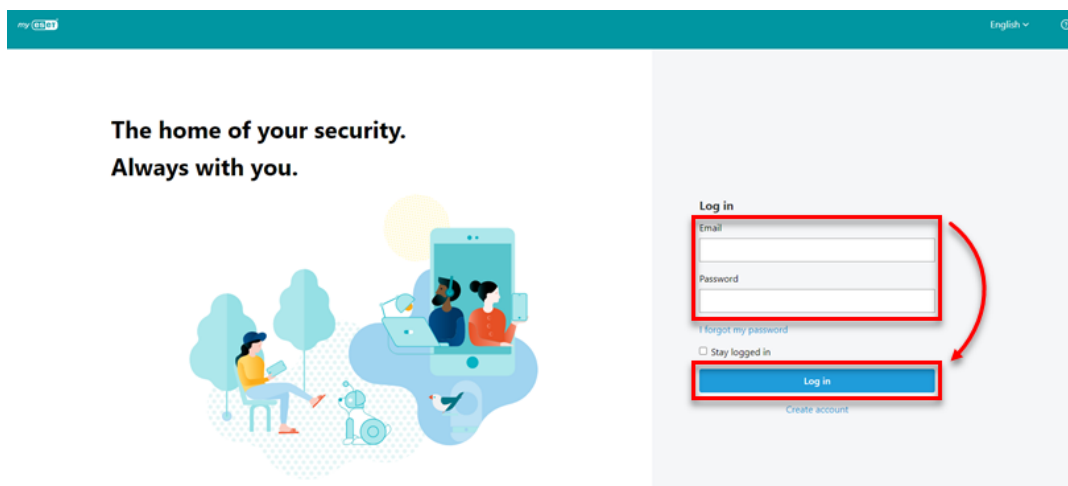 my eset
English
The home of your security.
Always with you.
Log in
Email
Password
I forgot my password
Stay logged in
Log in
Create account